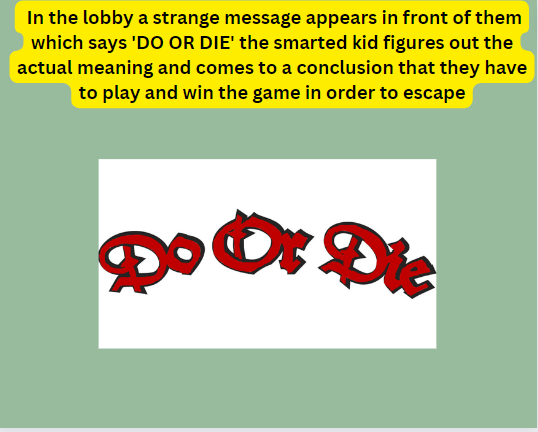 In the lobby a strange message appears in front of them
which says 'DO OR DIE' the smarted kid figures out the
actual meaning and comes to a conclusion that they have
to play and win the game in order to escape
Do Or Die